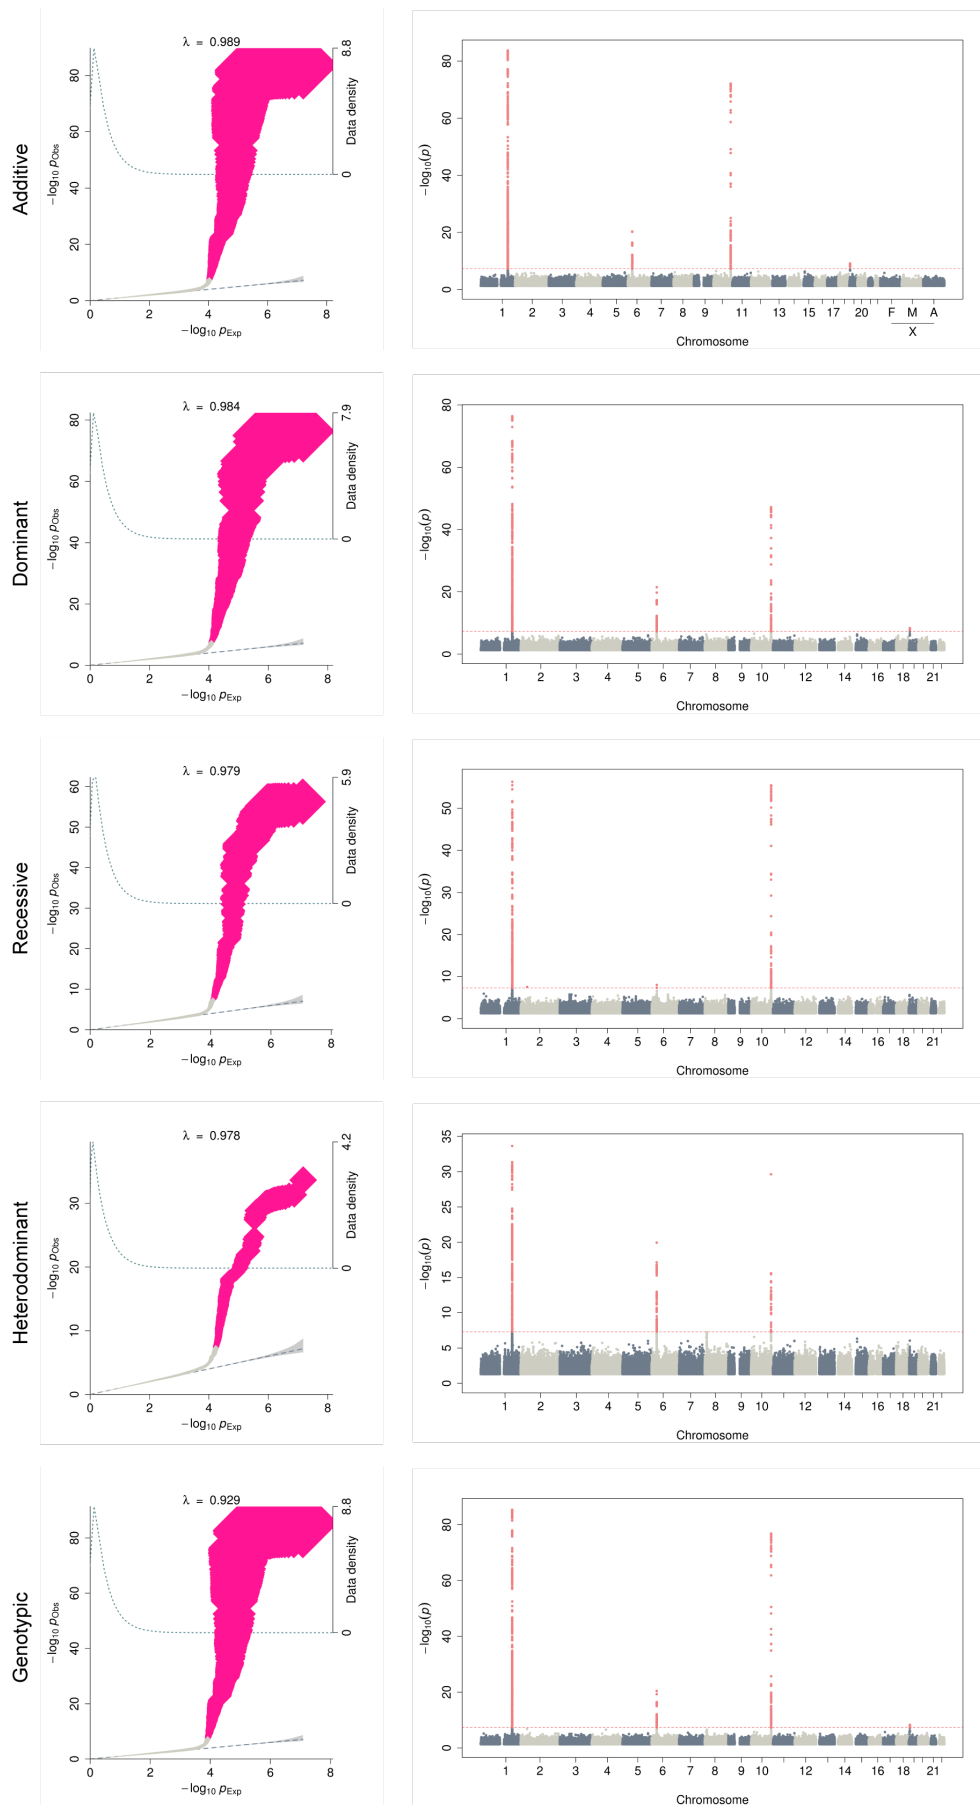 Additive
λ = 0.989
−log10 pObs
0 20 40 60 80
0 2 4 6 8
−log10 pExp
Data density
0 8.8
−log10(p)
0 20 40 60 80
1 2 3 4 5 6 7 8 9 11 13 15 17 20 F M A
X
Chromosome
Dominant
λ = 0.984
−log10 pObs
0 20 40 60 80
0 2 4 6 8
−log10 pExp
Data density
0 7.9
−log10(p)
0 20 40 60 80
1 2 3 4 5 6 7 8 9 10 12 14 16 18 21
Chromosome
Recessive
λ = 0.979
−log10 pObs
0 10 20 30 40 50 60
0 2 4 6 8
−log10 pExp
Data density
0 5.9
−log10(p)
0 10 20 30 40 50
1 2 3 4 5 6 7 8 9 10 12 14 16 18 21
Chromosome
Heterodominant
λ = 0.978
−log10 pObs
0 10 20 30
0 2 4 6 8
−log10 pExp
Data density
0 4.2
−log10(p)
0 5 10 15 20 25 30 35
1 2 3 4 5 6 7 8 9 10 12 14 16 18 21
Chromosome
Genotypic
λ = 0.929
−log10 pObs
0 20 40 60 80
0 2 4 6 8
−log10 pExp
Data density
0 8.8
−log10(p)
0 20 40 60 80
1 2 3 4 5 6 7 8 9 10 12 14 16 18 21
Chromosome